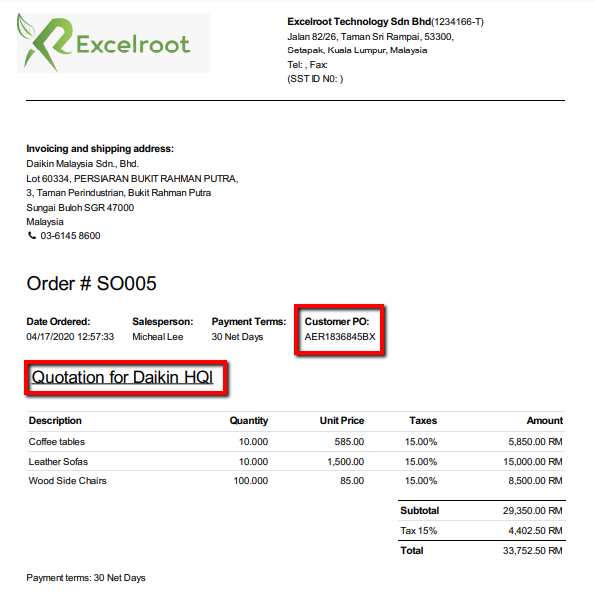 Excelroot
Excelroot Technology Sdn Bhd(1234166-T)
Jalan 82/26, Taman Sri Rampai, 53300,
Setapak, Kuala Lumpur, Malaysia
Tel: , Fax:
(SST ID N0: )
Invoicing and shipping address:
Daikin Malaysia Sdn., Bhd.
Lot 60334, PERSIARAN BUKIT RAHMAN PUTRA,
3, Taman Perindustrian, Bukit Rahman Putra
Sungai Buloh SGR 47000
Malaysia
03-6145 8600
Order # SO005
Date Ordered: Salesperson: Payment Terms: Customer PO:
04/17/2020 12:57:33 Micheal Lee 30 Net Days AER1836845BX
Quotation for Daikin HQ!
Description Quantity Unit Price Taxes Amount
Coffee tables 10.000 585.00 15.00% 5,850.00 RM
Leather Sofas 10.000 1,500.00 15.00% 15,000.00 RM
Wood Side Chairs 100.000 85.00 15.00% 8,500.00 RM
Subtotal 29,350.00 RM
Tax 15% 4,402.50 RM
Total 33,752.50 RM
Payment terms: 30 Net Days